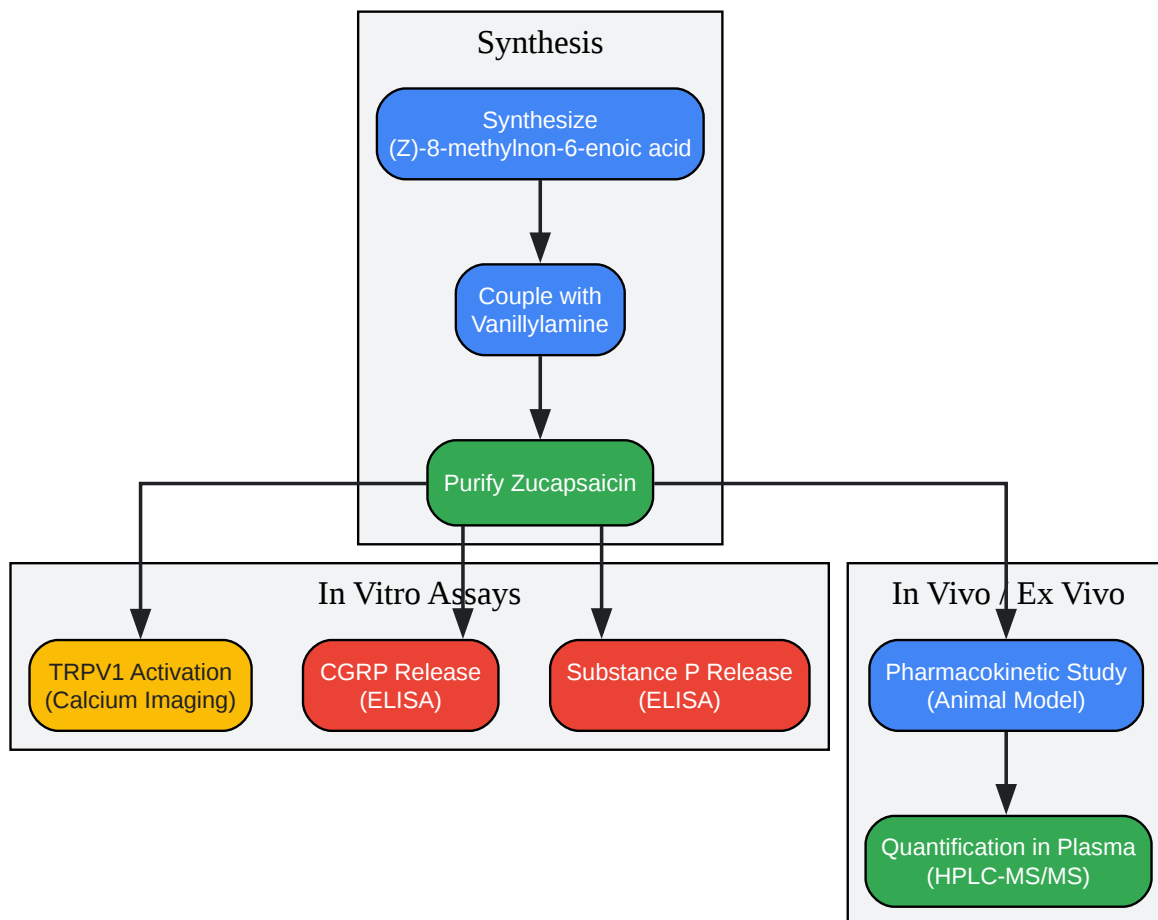 Synthesis
Synthesize
(Z)-8-methylnon-6-enoic acid
Couple with
Vanillylamine
Purify Zucapsaicin
In Vitro Assays
In Vivo / Ex Vivo
TRPV1 Activation
(Calcium Imaging)
CGRP Release
(ELISA)
Substance P Release
(ELISA)
Pharmacokinetic Study
(Animal Model)
Quantification in Plasma
(HPLC-MS/MS)